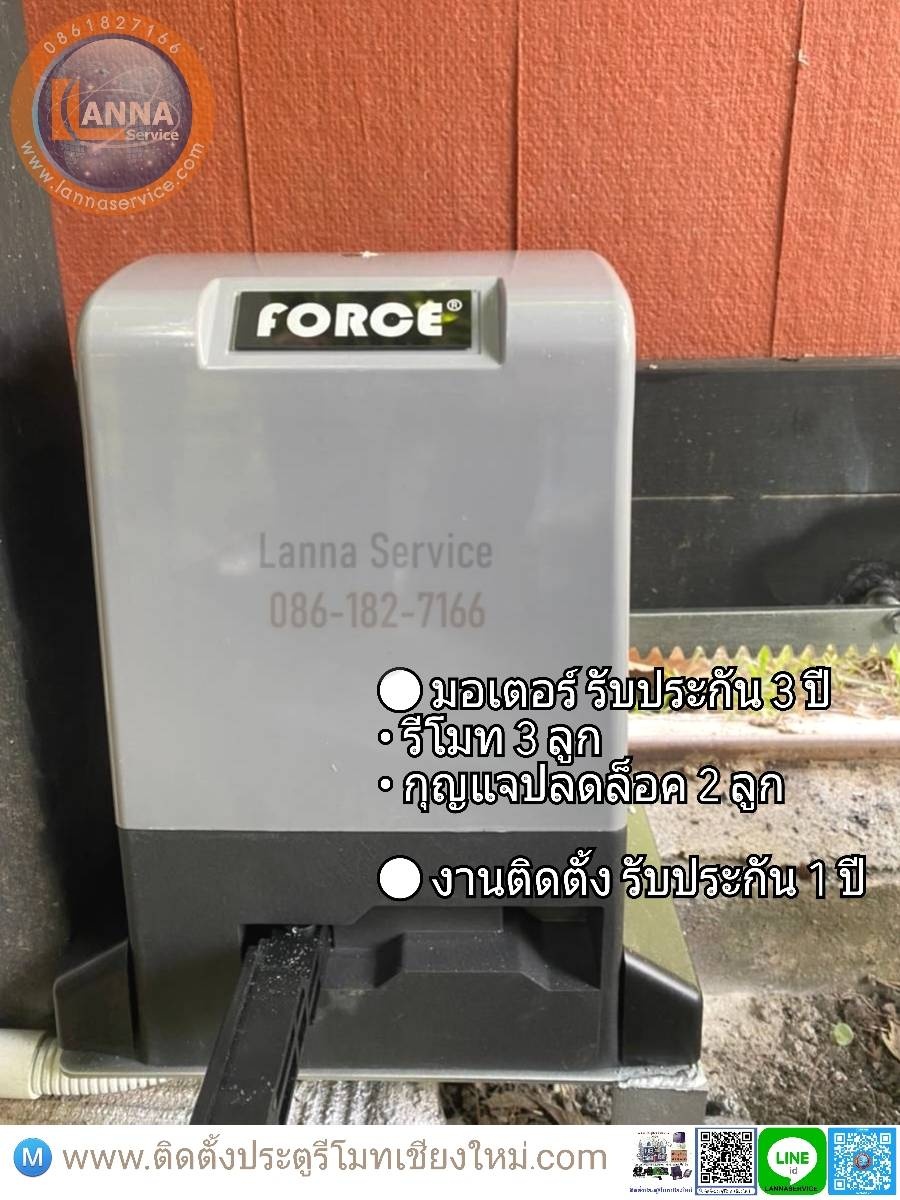 0861827166
LANNA
Service
www.lannaservice.com
FORCE®
Lanna Service
086-182-7166
มอเตอร์ รับประกัน 3 ปี
• รีโมท 3 ลูก
• กุญแจปลดล็อค 2 ลูก
งานติดตั้ง รับประกัน 1 ปี
M www.ติดตั้งประตูรีโมทเชียงใหม่.com
LINE
id
LANNASERVICE